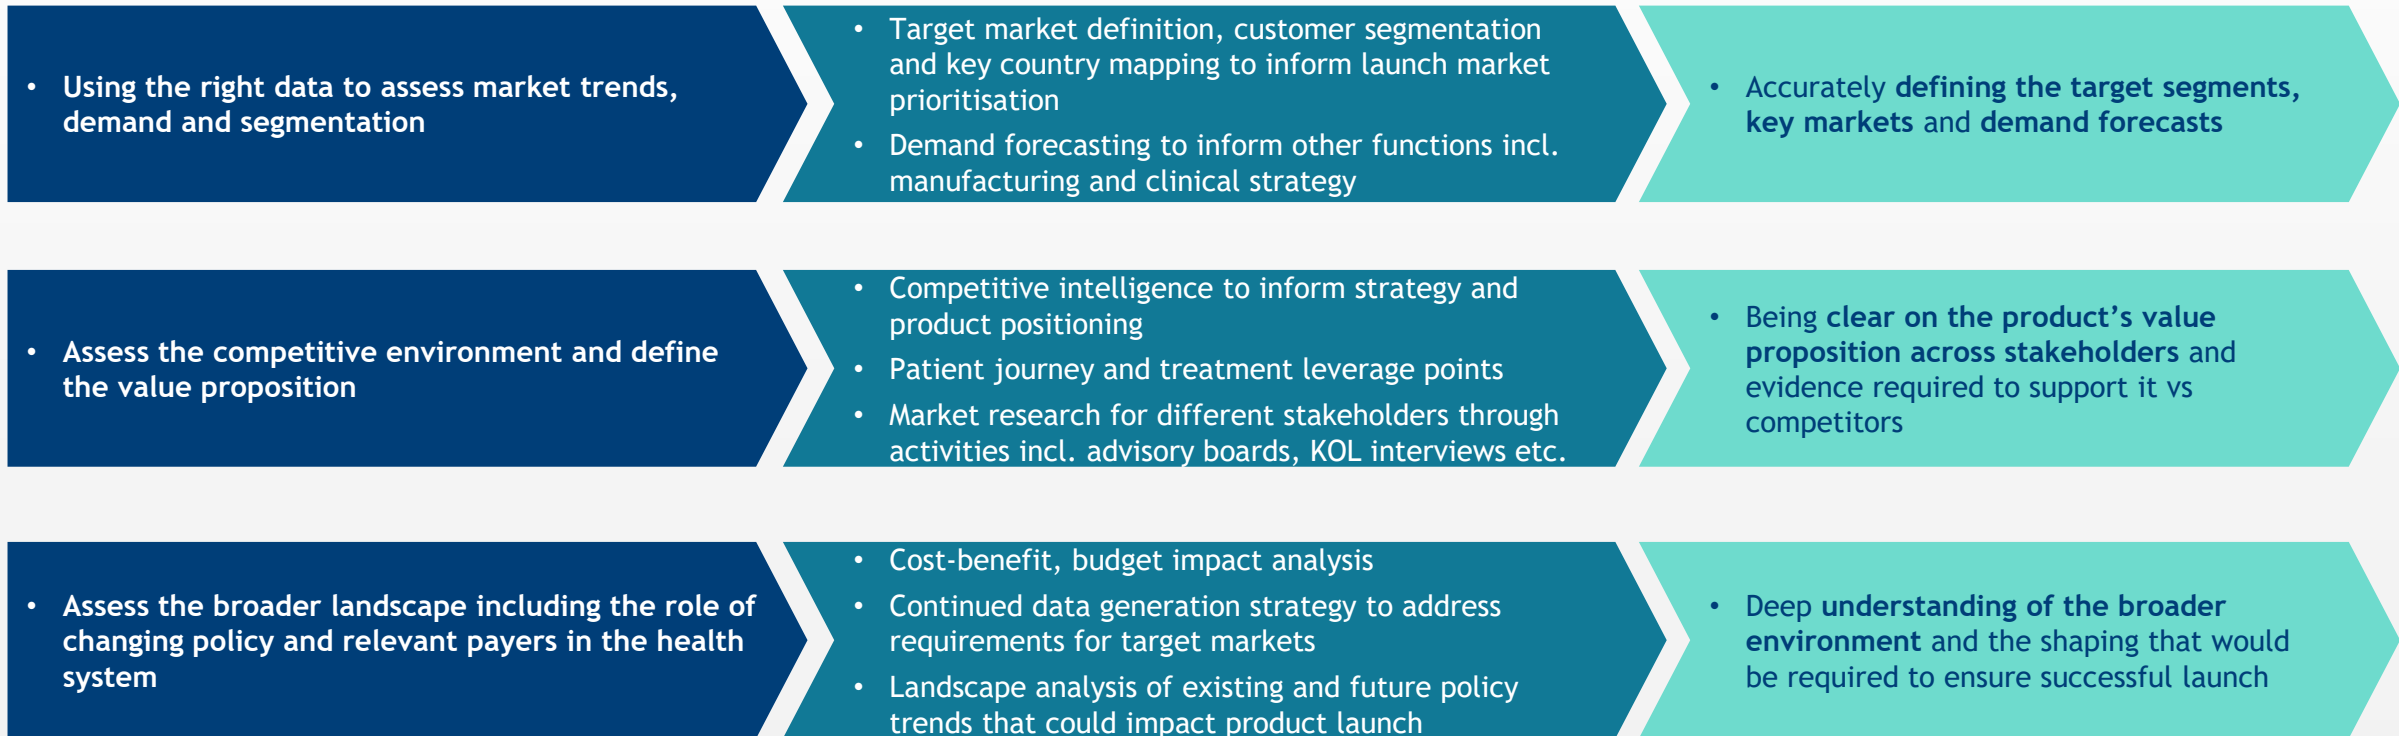 • Using the right data to assess market trends,
demand and segmentation
• Target market definition, customer segmentation
and key country mapping to inform launch market
prioritisation
• Demand forecasting to inform other functions incl.
manufacturing and clinical strategy
• Accurately defining the target segments,
key markets and demand forecasts
• Assess the competitive environment and define
the value proposition
• Competitive intelligence to inform strategy and
product positioning
• Patient journey and treatment leverage points
• Market research for different stakeholders through
activities incl. advisory boards, KOL interviews etc.
• Being clear on the product’s value
proposition across stakeholders and
evidence required to support it vs
competitors
• Assess the broader landscape including the role of
changing policy and relevant payers in the health
system
• Cost-benefit, budget impact analysis
• Continued data generation strategy to address
requirements for target markets
• Landscape analysis of existing and future policy
trends that could impact product launch
• Deep understanding of the broader
environment and the shaping that would
be required to ensure successful launch